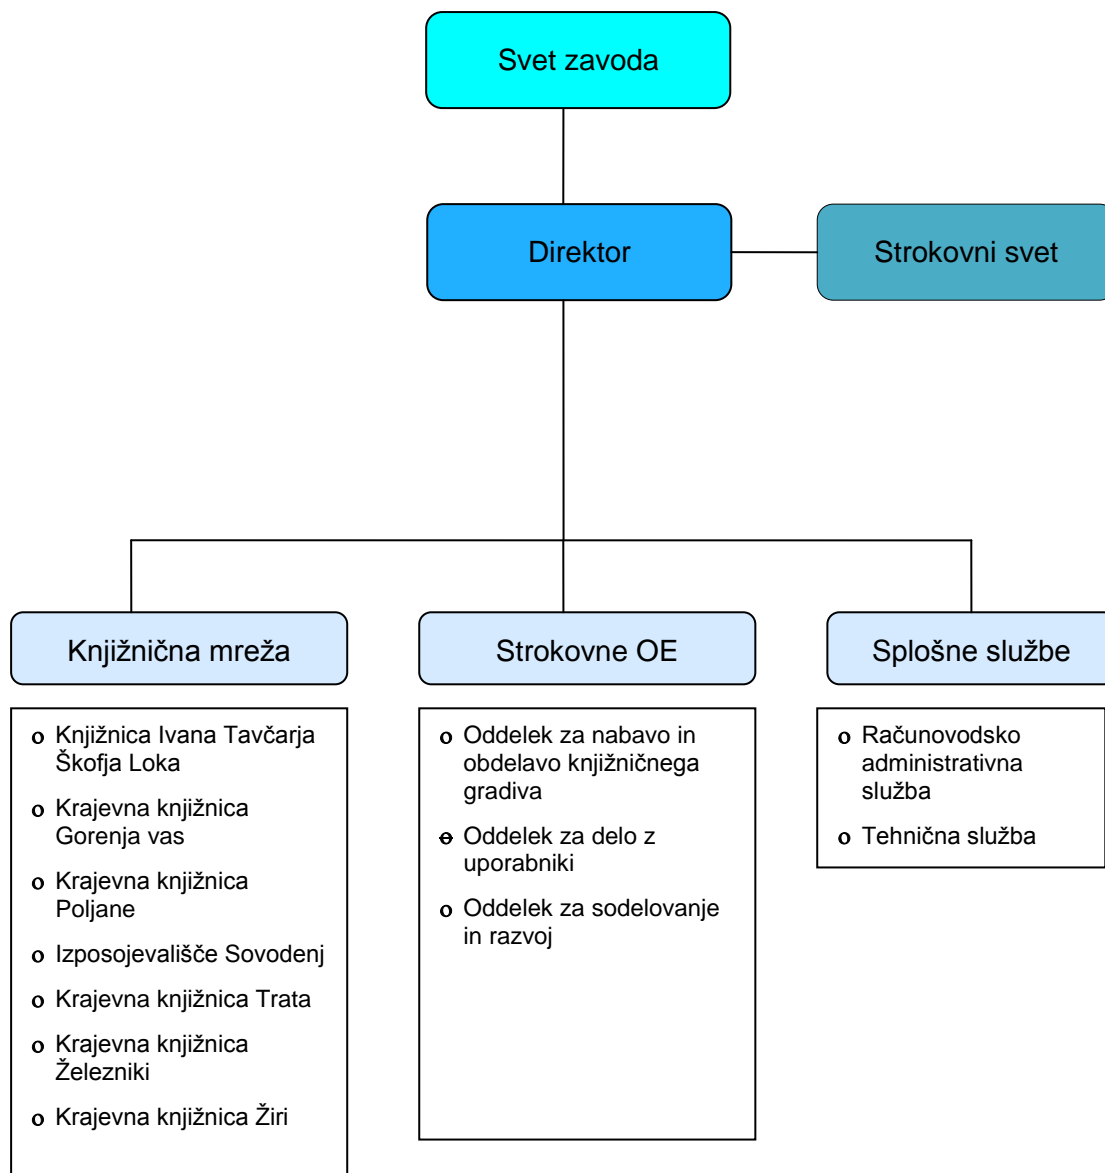 Svet zavoda
Direktor
Strokovni svet
Knjižnična mreža
Strokovne OE
Splošne službe
o Knjižnica Ivana Tavčarja
Škofja Loka
o Krajevna knjižnica
Gorenja vas
o Krajevna knjižnica
Poljane
o Izposojevališče Sovodenj
o Krajevna knjižnica Trata
o Krajevna knjižnica
Železniki
o Krajevna knjižnica Žiri
o Oddelek za nabavo in
obdelavo knjižničnega
gradiva
o Oddelek za delo z
uporabniki
o Oddelek za sodelovanje
in razvoj
o Računovodsko
administrativna
služba
o Tehnična služba